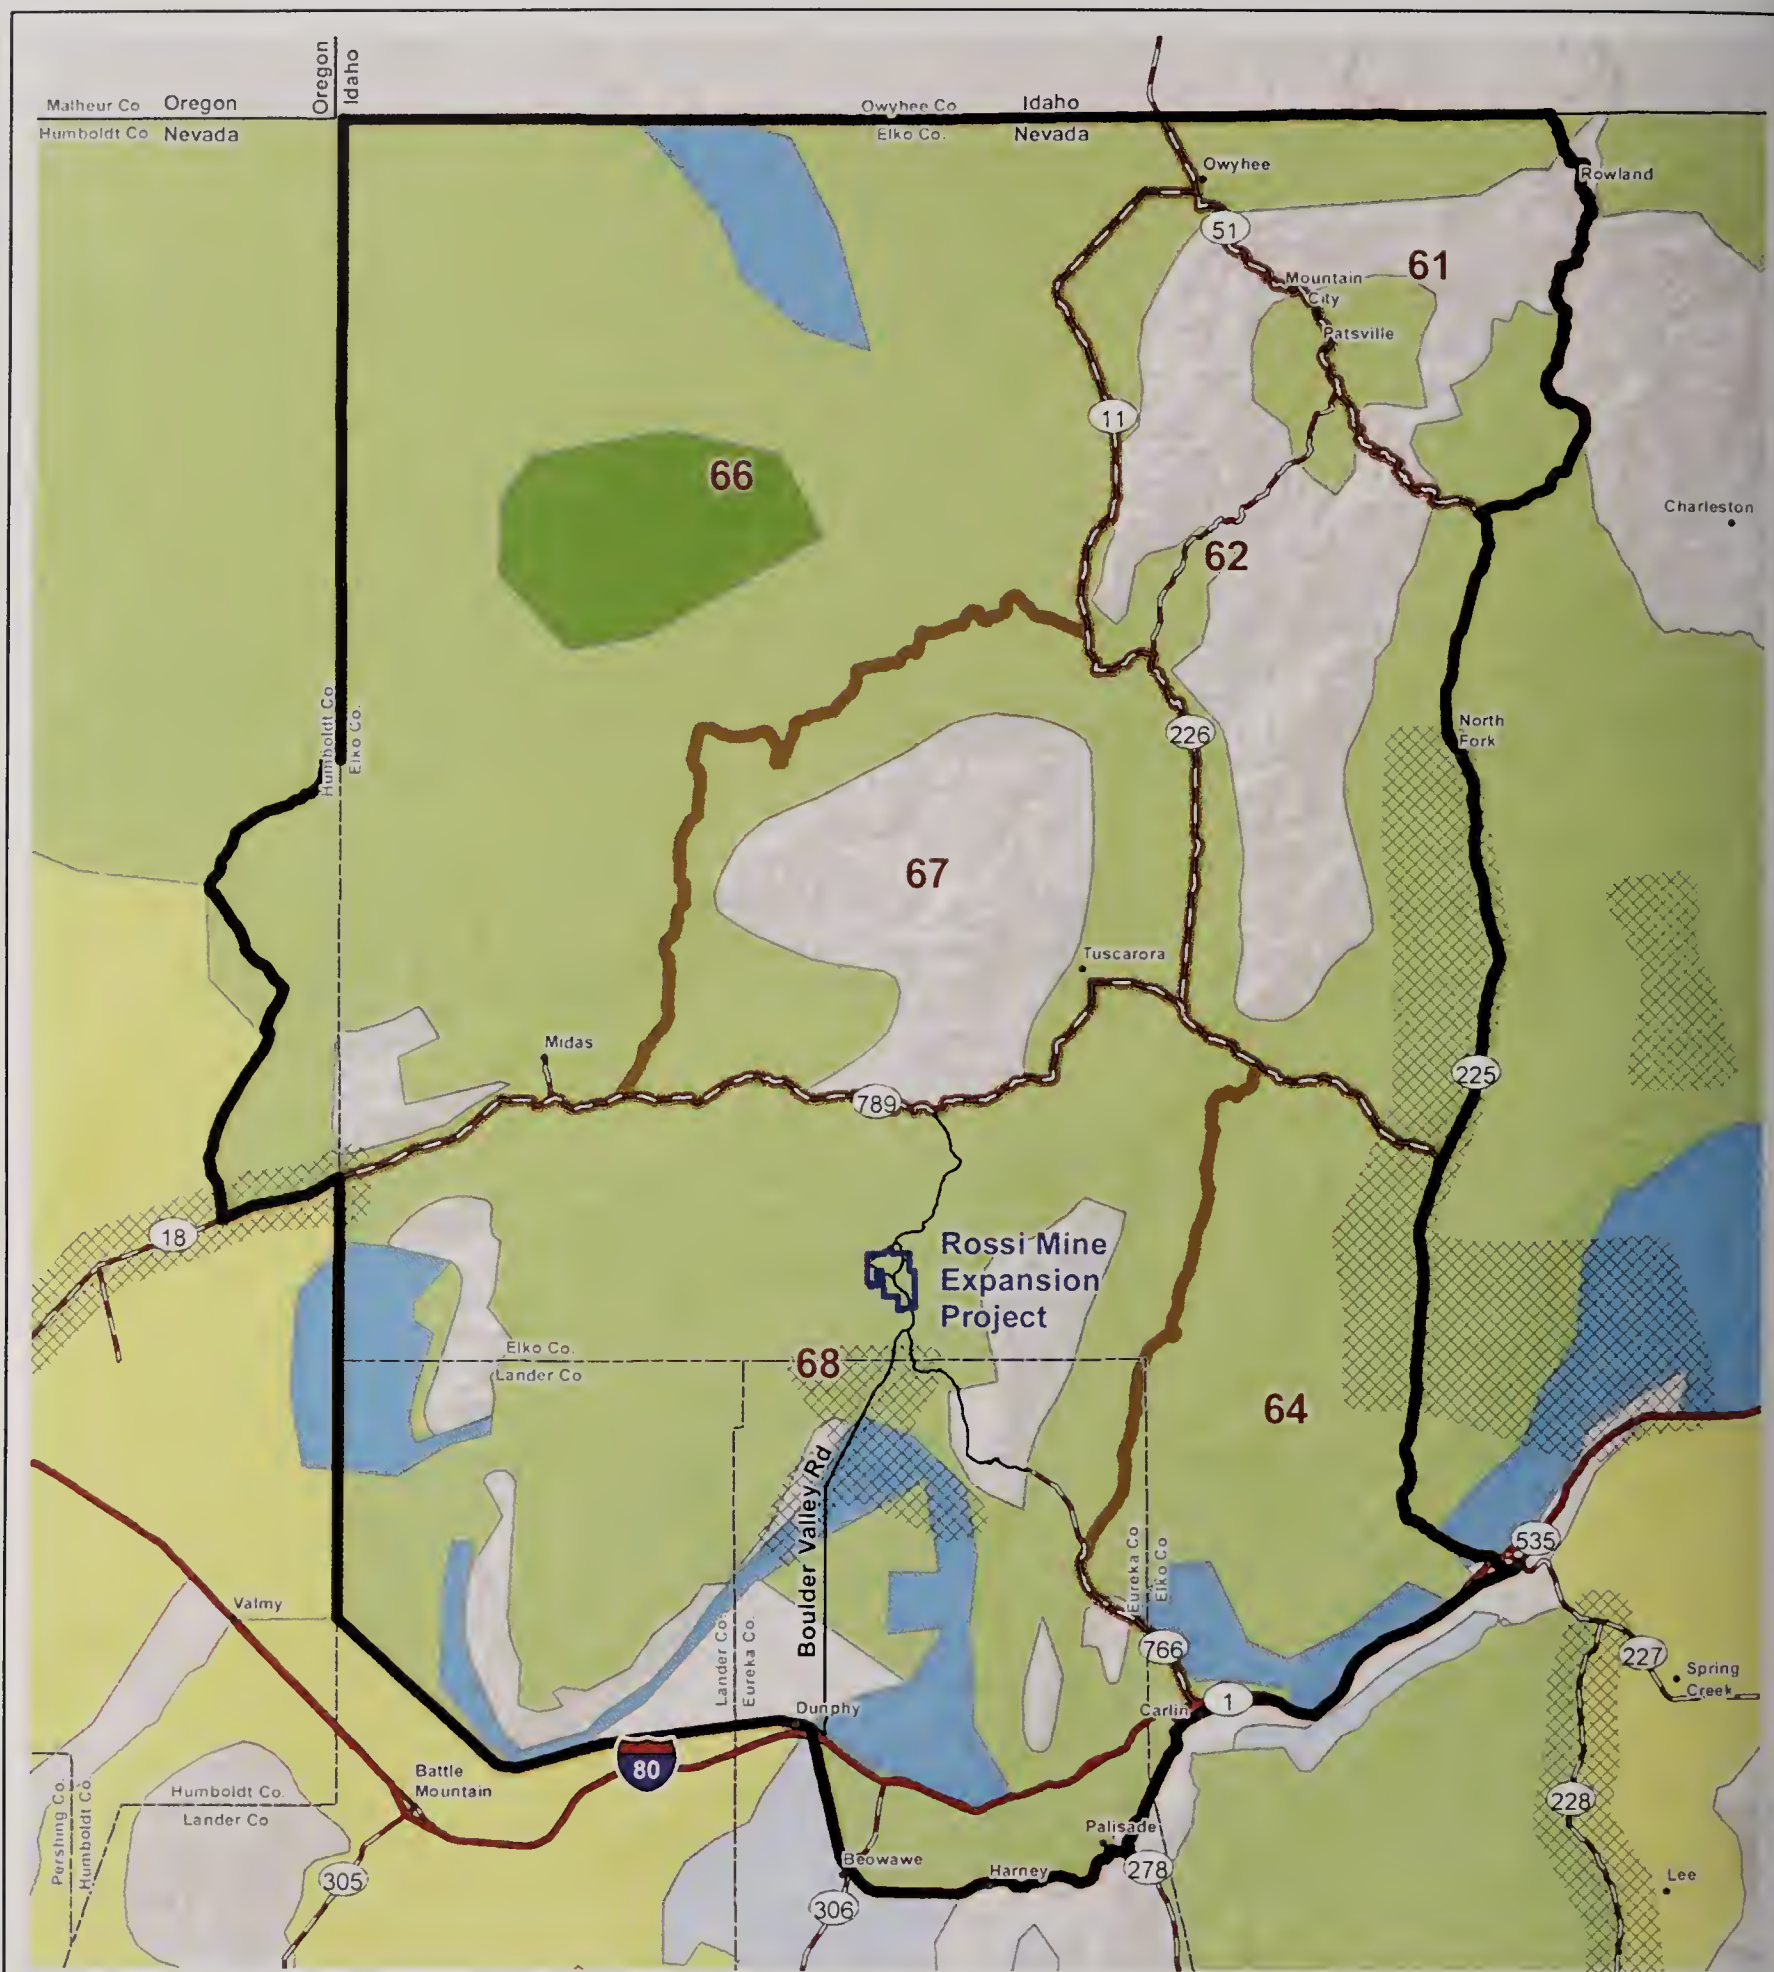 Oregon
Idaho
Malheur Co Oregon
Owyhee Co Idaho
Humboldt Co Nevada
Elko Co. Nevada
Owyhee
Rowland
51
61
Mountain
City
Patsville
11
66
Charleston
62
Humboldt Co.
Elko Co.
North
Fork
226
67
Tuscarora
Midas
225
789
18
Rossi Mine
Expansion
Project
Elko Co.
68
Lander Co
64
Boulder Valley Rd
535
Eureka Co
Elko Co
Valmy
Lander Co.
Eureka Co.
766
227
Spring
Creek
1
Dunphy
Carlin
80
Battle
Mountain
Pershing Co.
Humboldt Co.
Humboldt Co.
Lander Co
228
Palisade
305
Beowawe
Harney
278
Lee
306